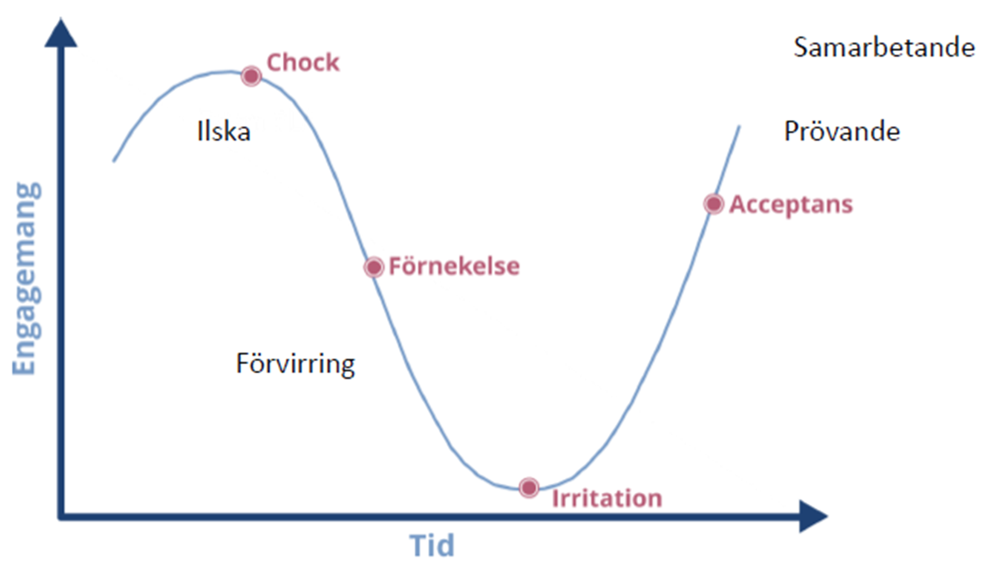 Samarbetande
Chock
Ilska
Prövande
Acceptans
Engagemang
Förnekelse
Förvirring
Irritation
Tid